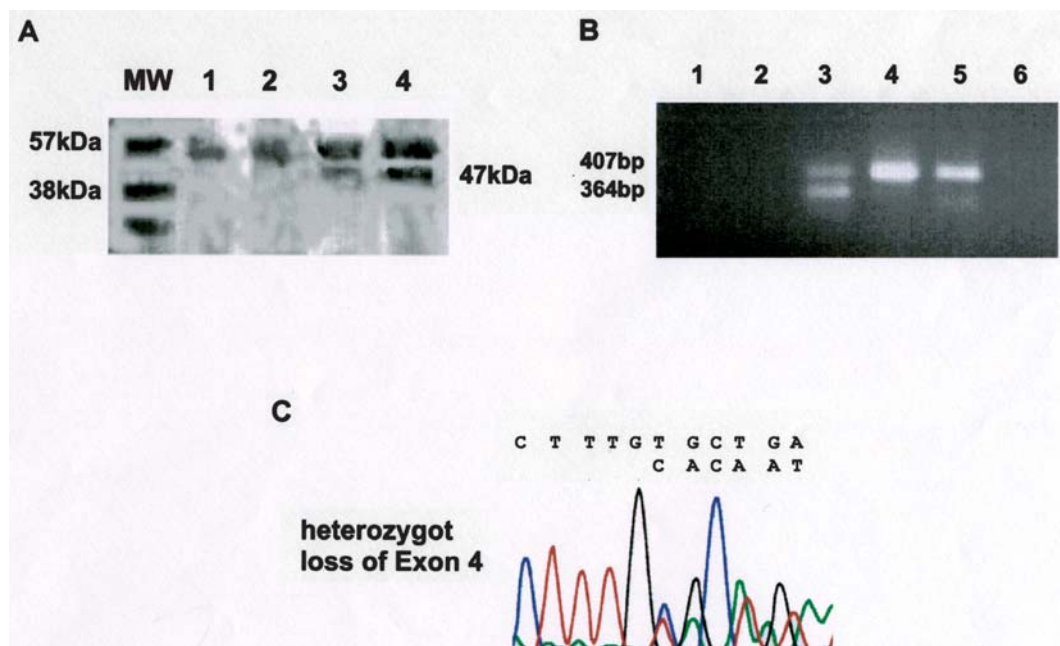 A
MW 1 2 3 4
57kDa
38kDa
47kDa
B
1 2 3 4 5 6
407bp
364bp
C
C T T T G T G C T G A
C A C A A T
heterozygot
loss of Exon 4